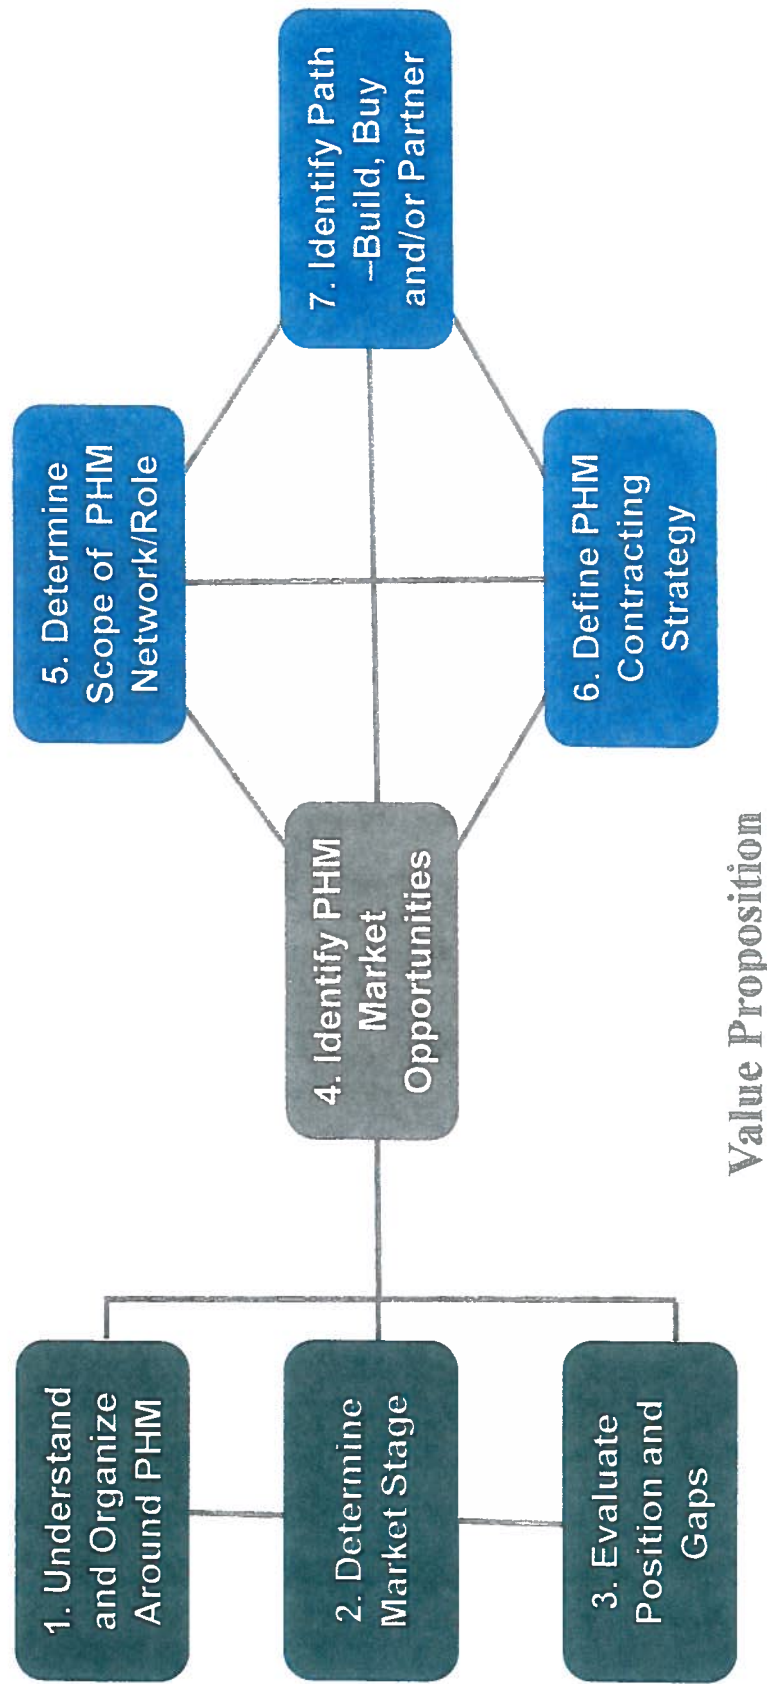 1. Understand
and Organize
Around PHM
2. Determine
Market Stage
3. Evaluate
Position and
Gaps
4. Identify PHM
Market
Opportunities
5. Determine
Scope of PHM
Network/Role
6. Define PHM
Contracting
Strategy
7. Identify Path
–Build, Buy
and/or Partner
Value Proposition